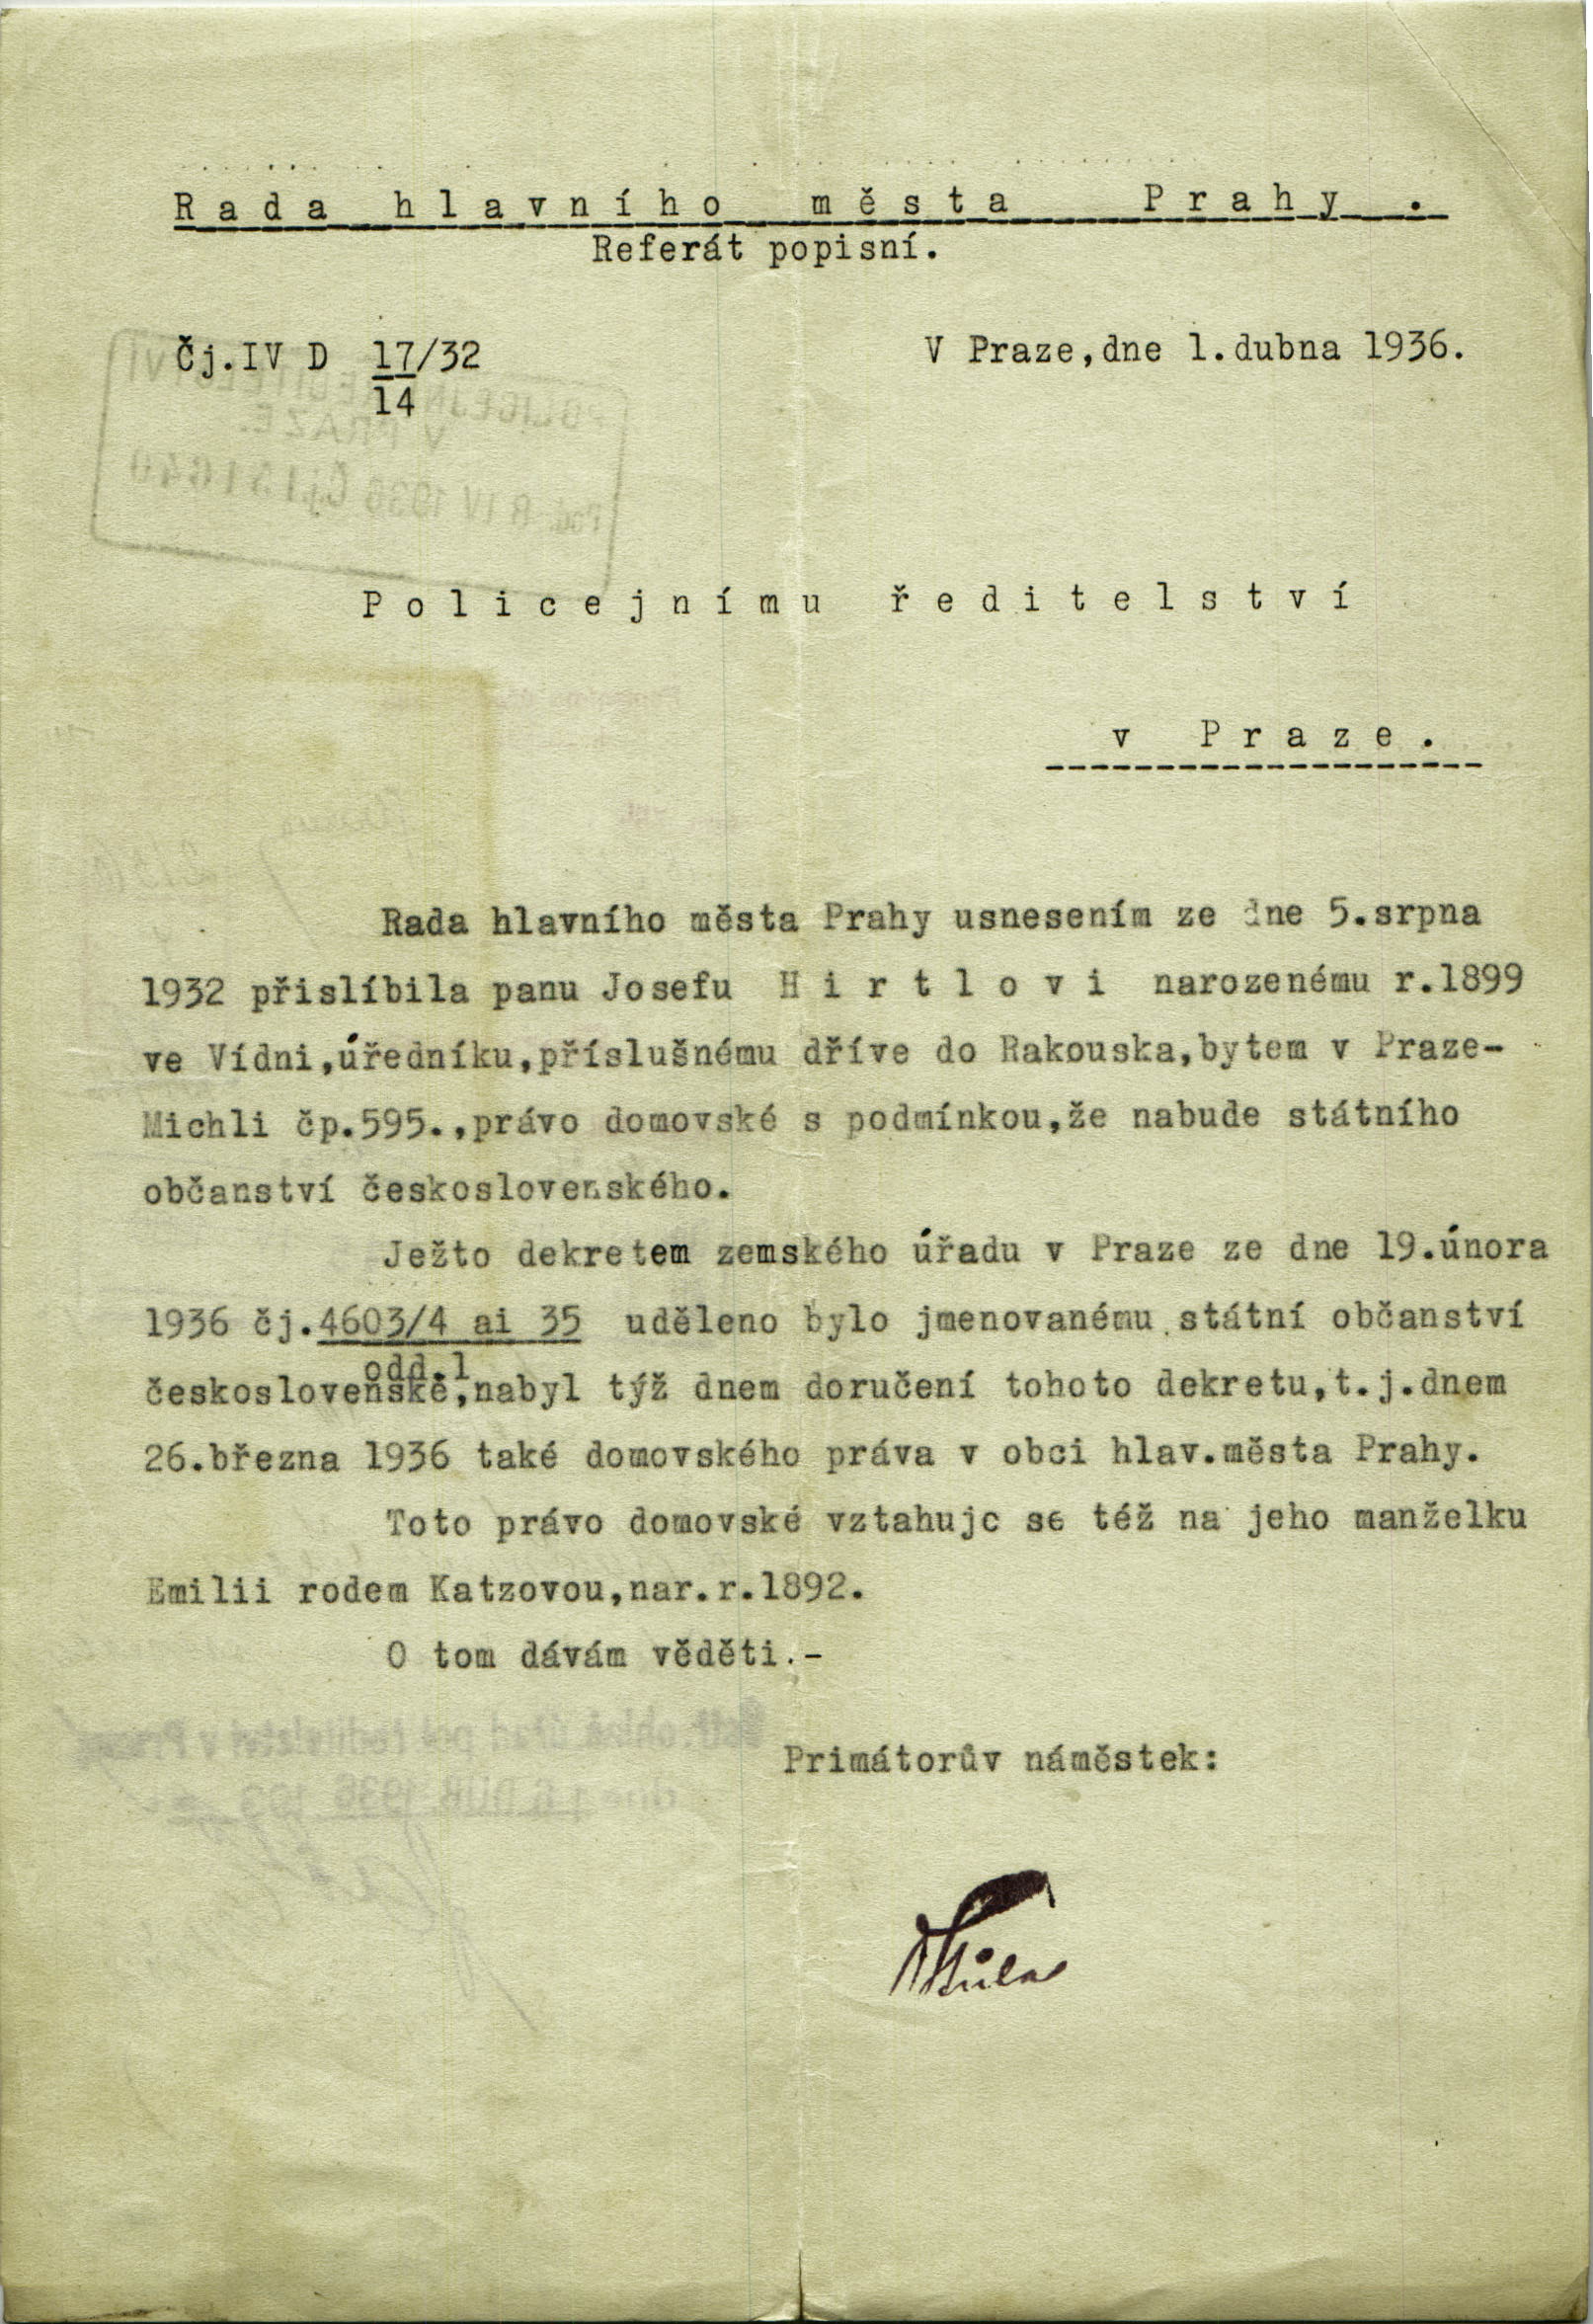 Rada hlavního města Prahy.
Referát popisní.
Čj.IV D 17/32
14
V Praze,dne 1.dubna 1936.
Policejnímu ředitelství
v Praze.
Rada hlavního města Prahy usnesením ze dne 5.srpna
1932 přislíbila panu Josefu Hirtlovi narozenému r.1899
ve Vídni,úředníku,příslušnému dříve do Rakouska,bytem v Praze-
Michli čp.595.,právo domovské s podmínkou,že nabude státního
občanství československého.
Ježto dekretem zemského úřadu v Praze ze dne 19.února
1936 čj.4603/4 ai 35 uděleno bylo jmenovanému státní občanství
odd.1
československé,nabyl týž dnem doručení tohoto dekretu,t.j.dnem
26.března 1936 také domovského práva v obci hlav.města Prahy.
Toto právo domovské vztahuje se též na jeho manželku
Emilii rodem Katzovou,nar.r.1892.
O tom dávám věděti.-
Primátorův náměstek: